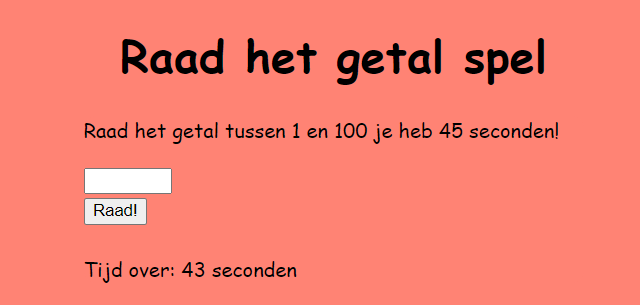 Raad het getal spel
Raad het getal tussen 1 en 100 je heb 45 seconden!
Raad!
Tijd over: 43 seconden